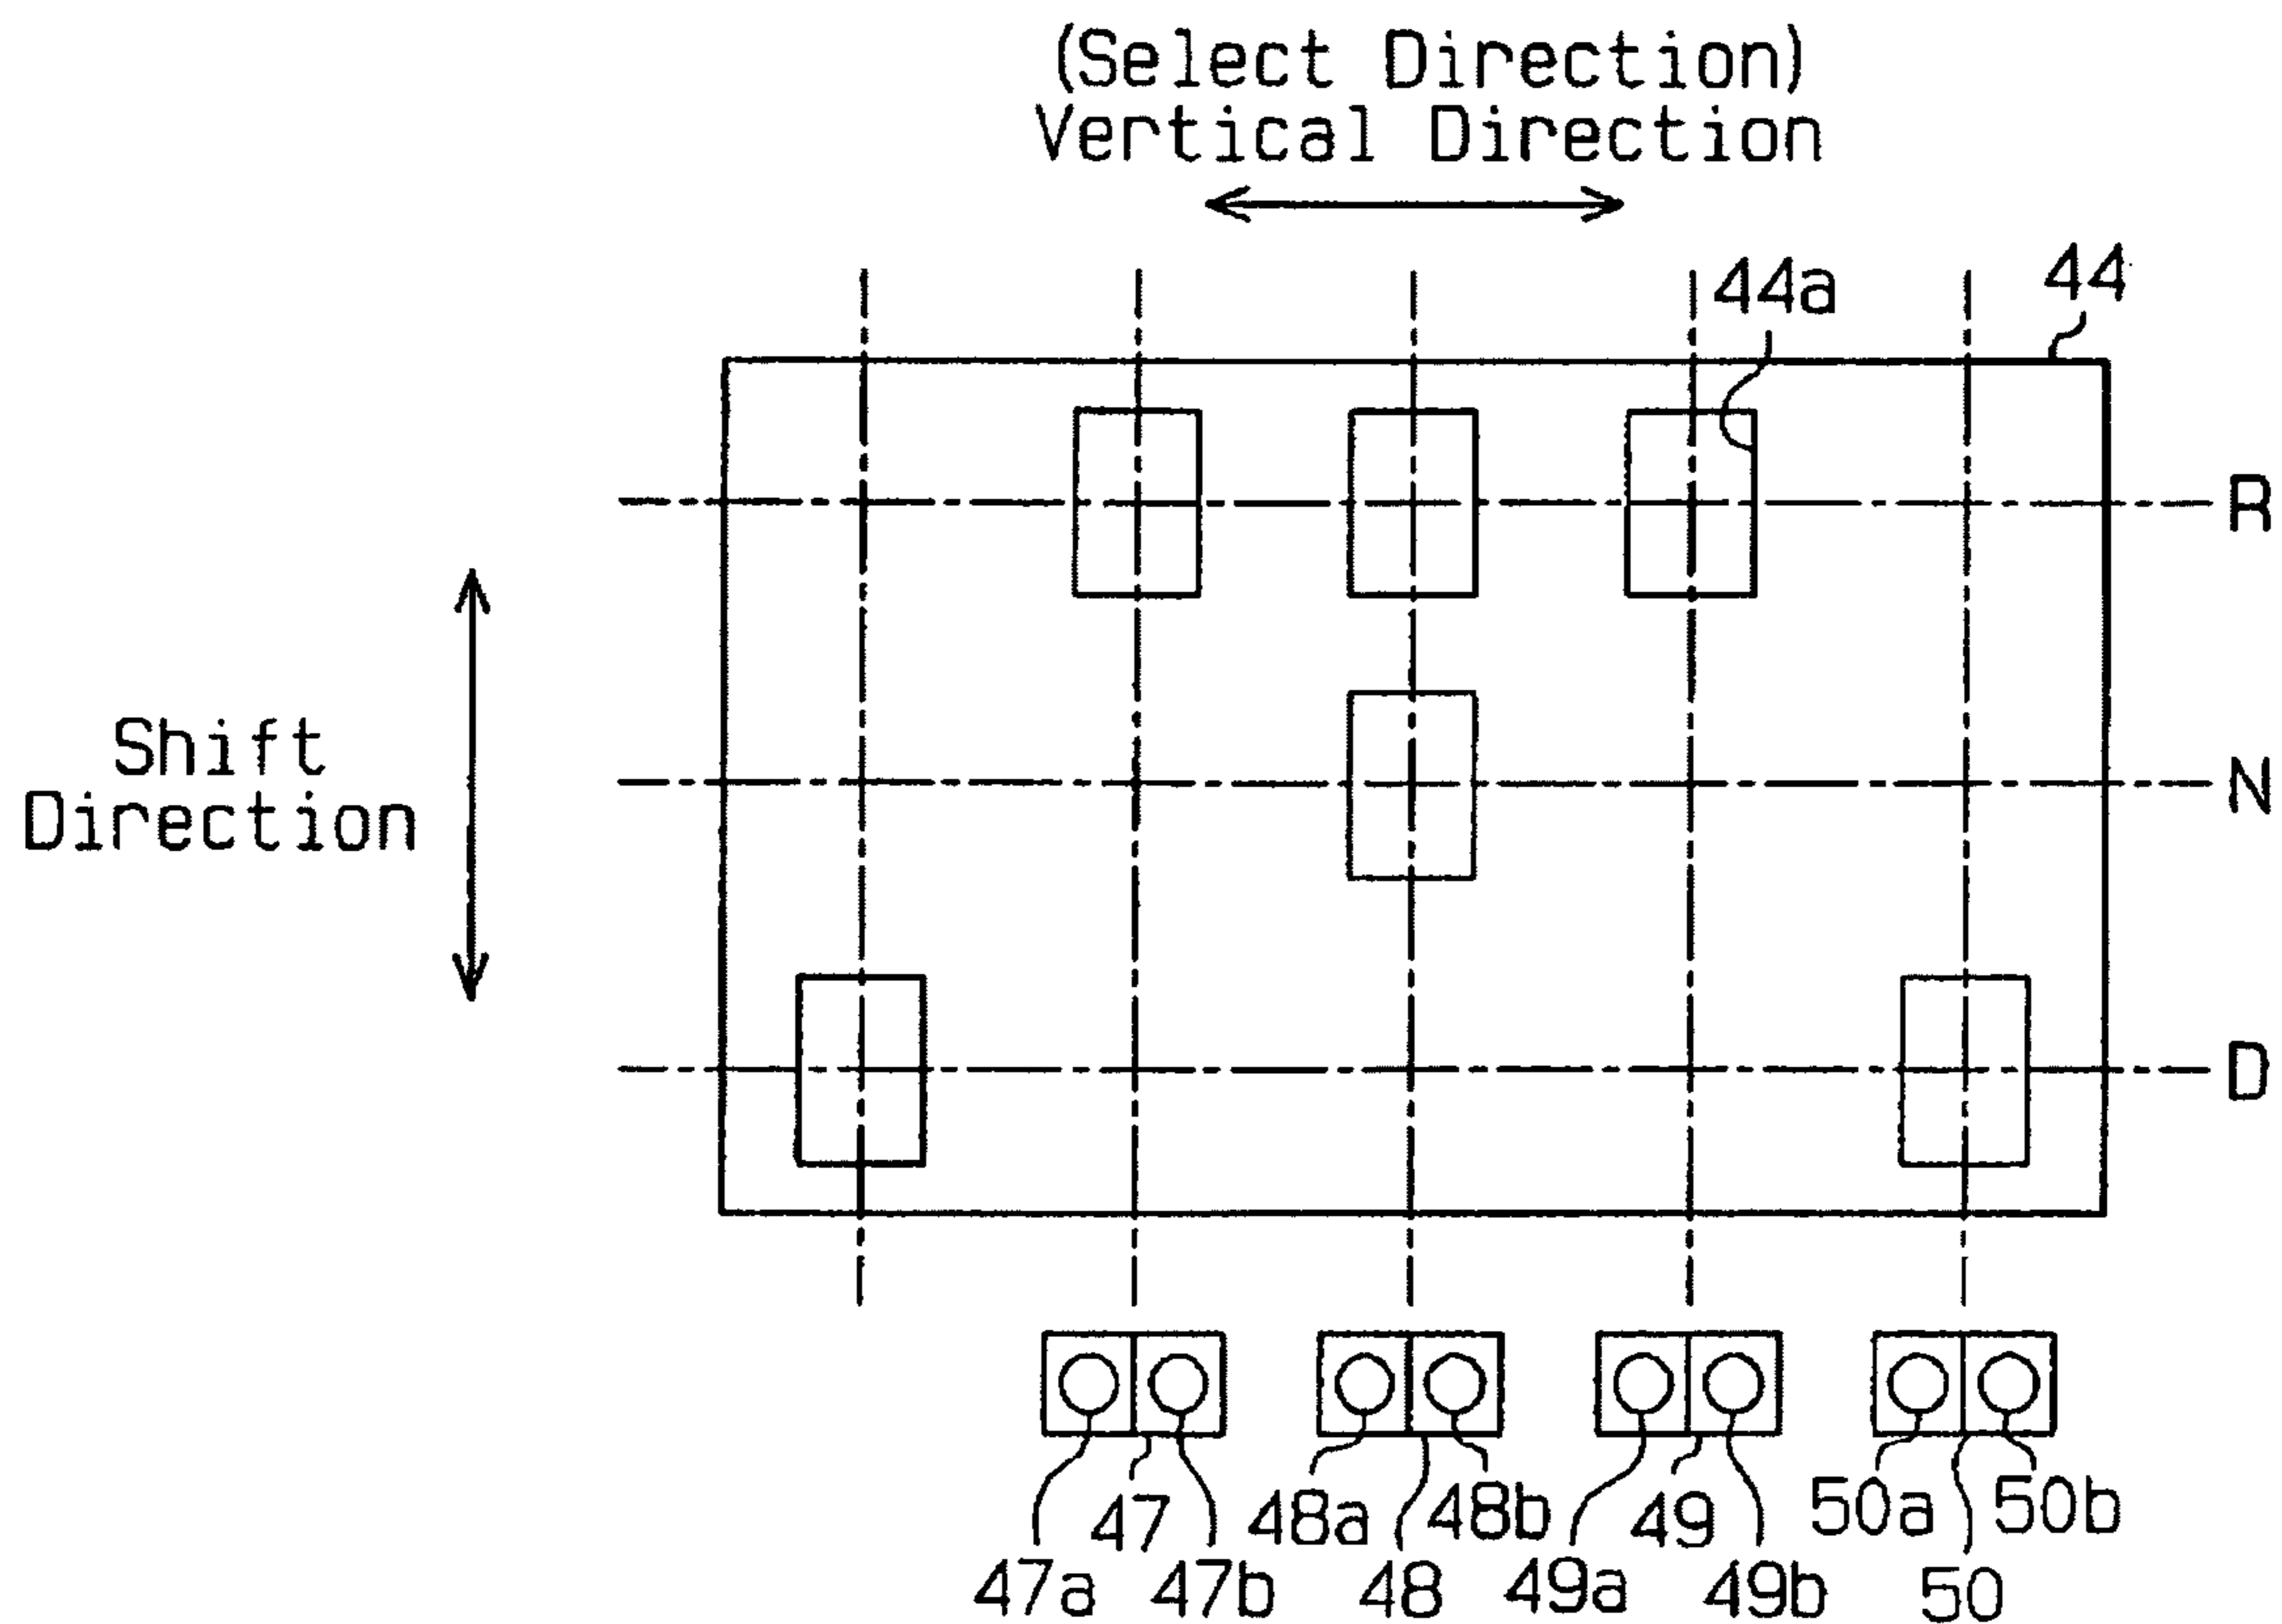 (Select Direction)
Vertical Direction
44a
44
R
Shift
Direction
N
D
47a
47
47b
48a
48
48b
49a
49
49b
50a
50
50b